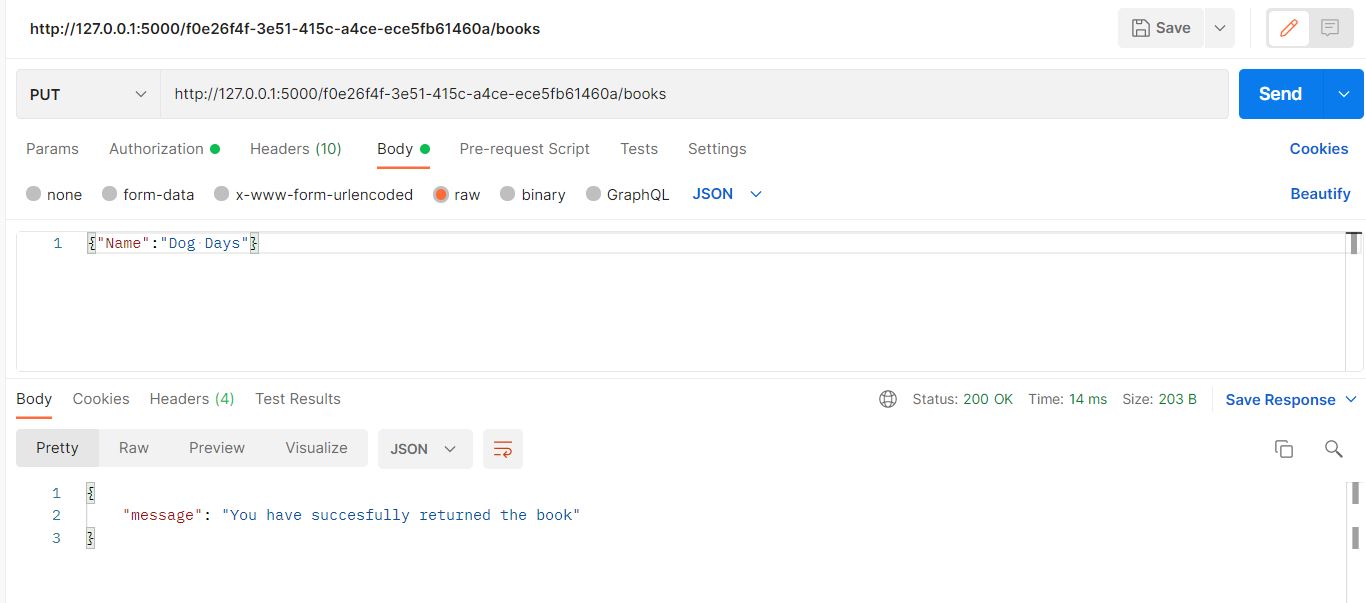 http://127.0.0.1:5000/f0e26f4f-3e51-415c-a4ce-ece5fb61460a/books
Save
PUT
http://127.0.0.1:5000/f0e26f4f-3e51-415c-a4ce-ece5fb61460a/books
Send
Params Authorization Headers (10) Body Pre-request Script Tests Settings Cookies
none form-data x-www-form-urlencoded raw binary GraphQL JSON Beautify
1 {"Name":"Dog Days"}
Body Cookies Headers (4) Test Results Status: 200 OK Time: 14 ms Size: 203 B Save Response
Pretty Raw Preview Visualize JSON
1 {
2 "message": "You have succesfully returned the book"
3 }